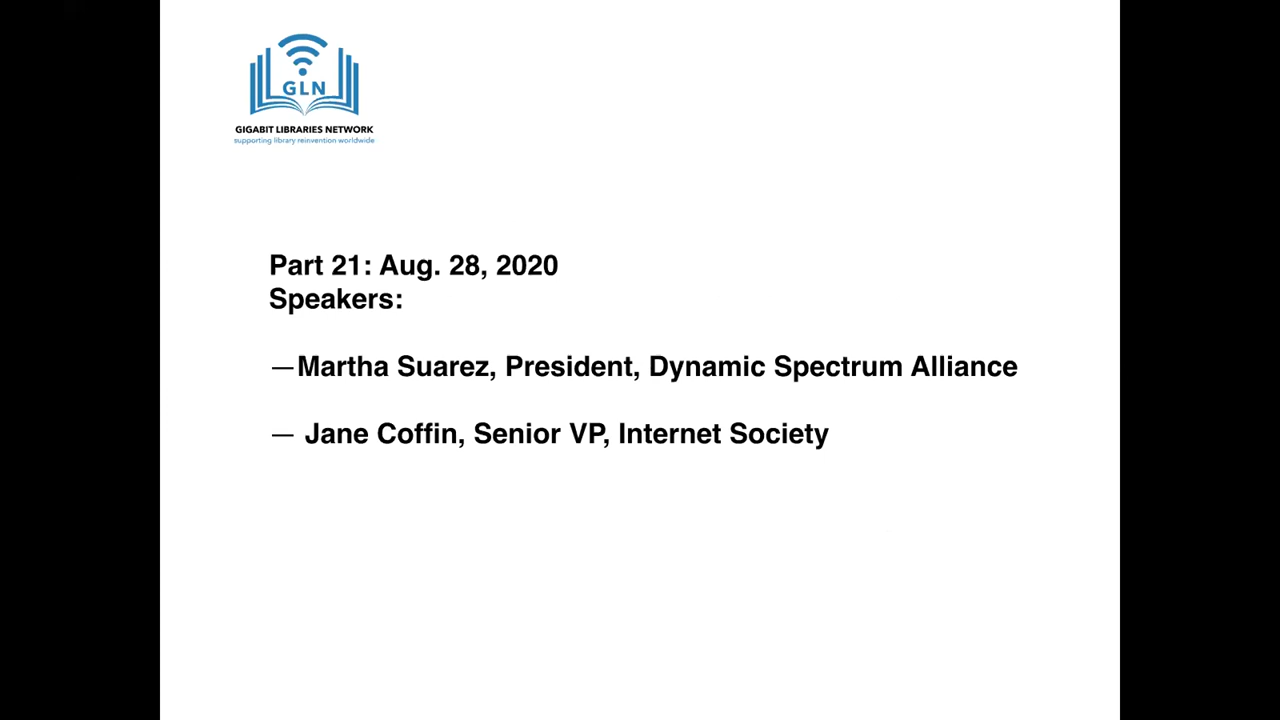 GLN
GIGABIT LIBRARIES NETWORK
supporting library reinvention worldwide
Part 21: Aug. 28, 2020
Speakers:
—Martha Suarez, President, Dynamic Spectrum Alliance
— Jane Coffin, Senior VP, Internet Society